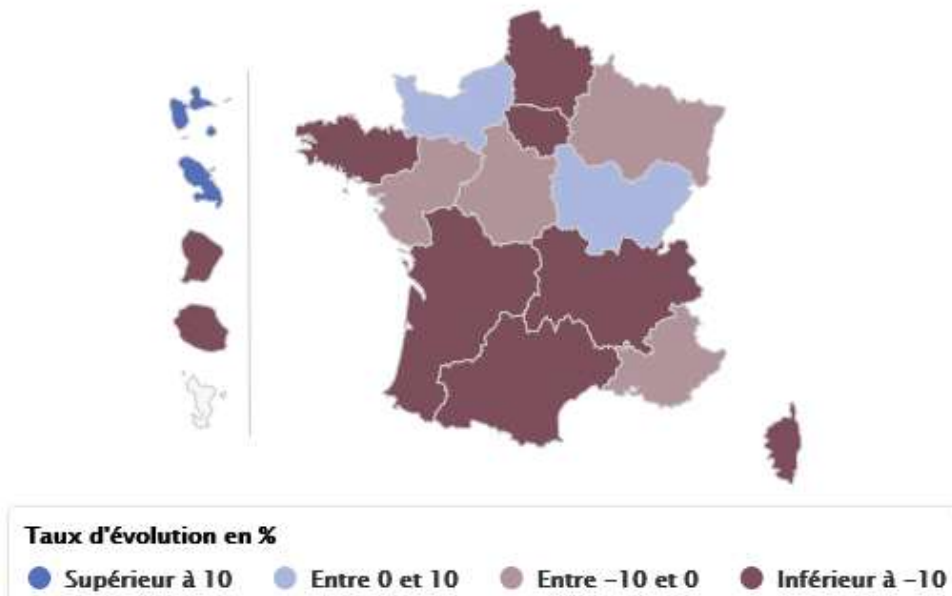 Taux d'évolution en %
Supérieur à 10 Entre 0 et 10 Entre −10 et 0 Inférieur à −10